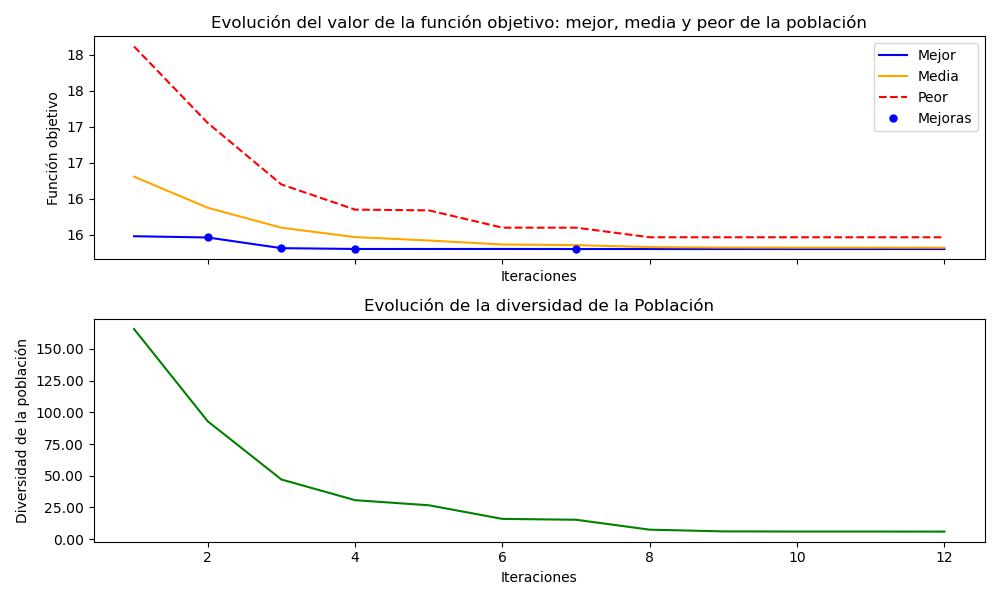 Evolución del valor de la función objetivo: mejor, media y peor de la población
Función objetivo
18
18
17
17
16
16
Mejor
Media
Peor
Mejoras
Iteraciones
Evolución de la diversidad de la Población
Diversidad de la población
150.00
125.00
100.00
75.00
50.00
25.00
0.00
2 4 6 8 10 12
Iteraciones